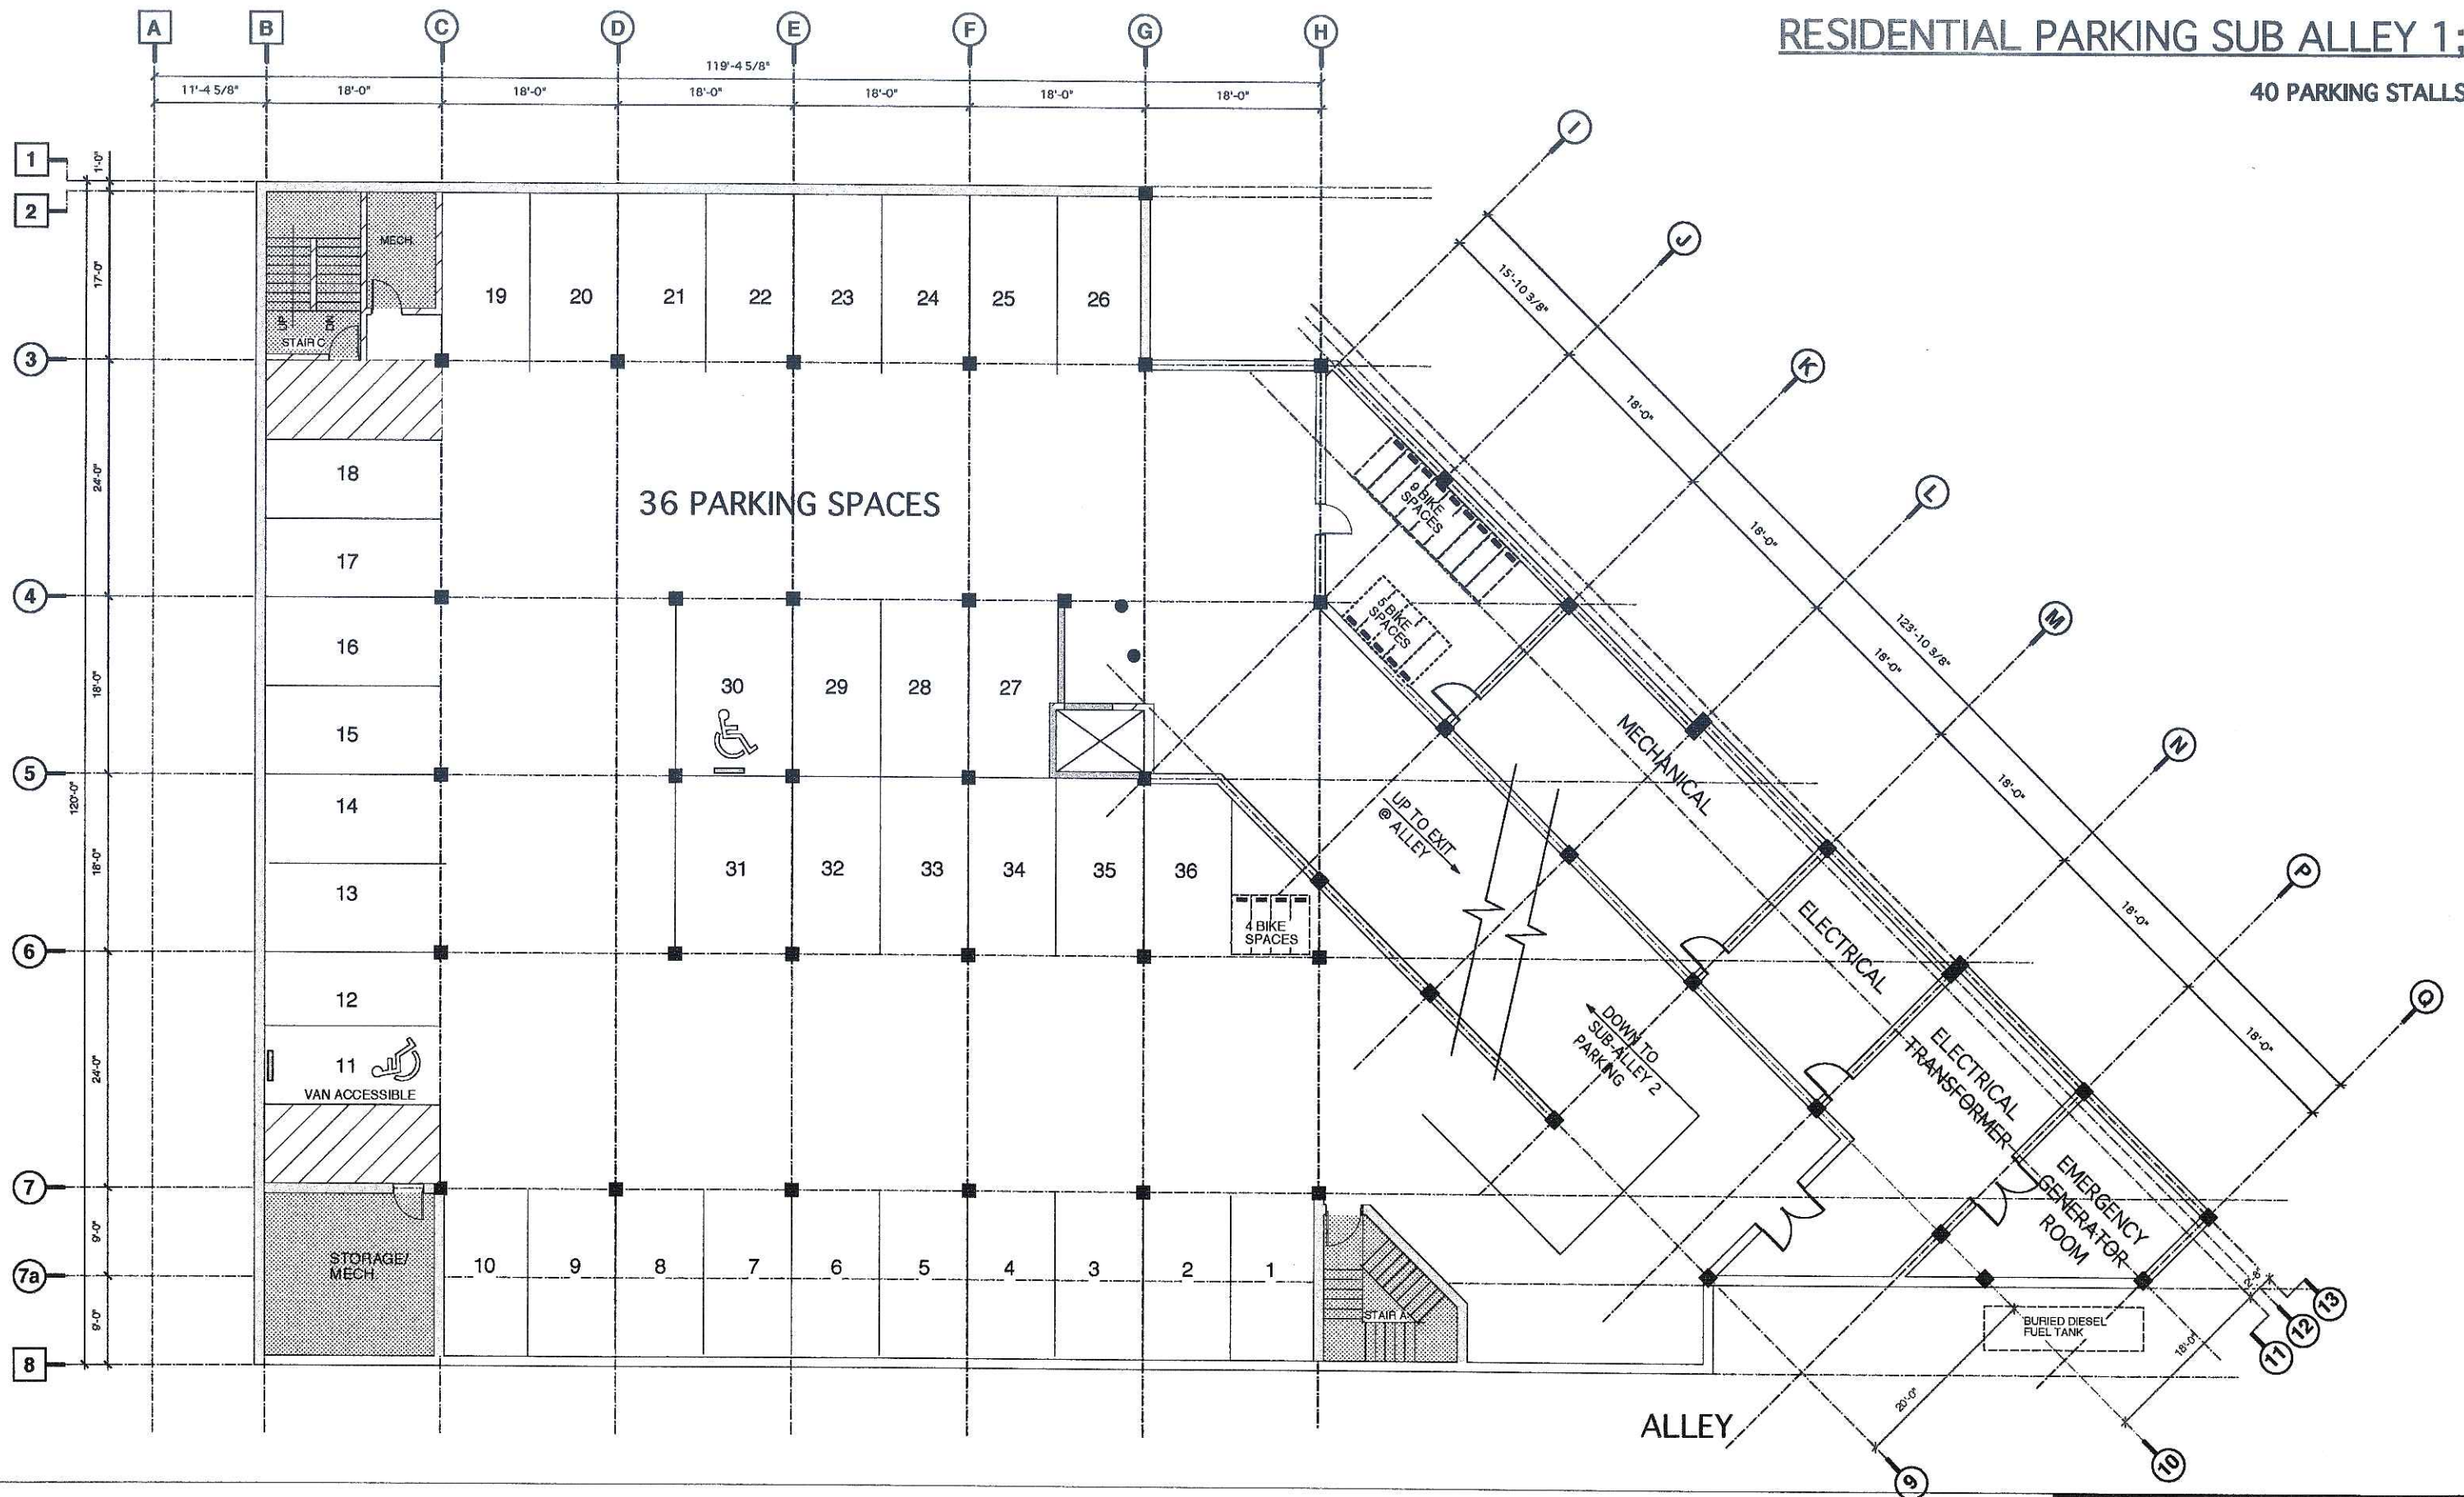 RESIDENTIAL PARKING SUB ALLEY 1;
40 PARKING STALLS
A
B
C
D
E
F
G
H
119'-4 5/8"
11'-4 5/8"
18'-0"
18'-0"
18'-0"
18'-0"
18'-0"
18'-0"
I
J
K
L
M
N
P
Q
15'-10 3/8"
18'-0"
18'-0"
18'-0"
18'-0"
18'-0"
18'-0"
123'-10 3/8"
1
2
3
4
5
6
7
7a
8
1'-0"
17'-0"
24'-0"
18'-0"
18'-0"
24'-0"
9'-0"
9'-0"
120'-0"
MECH.
UP
DN
STAIR C
19
20
21
22
23
24
25
26
36 PARKING SPACES
18
17
16
15
14
13
12
11
VAN ACCESSIBLE
30
29
28
27
31
32
33
34
35
36
4 BIKE
SPACES
9 BIKE
SPACES
5 BIKE
SPACES
MECHANICAL
UP TO EXIT
@ ALLEY
ELECTRICAL
DOWN TO
SUB-ALLEY 2
PARKING
ELECTRICAL
TRANSFORMER
EMERGENCY
GENERATOR
ROOM
STORAGE/
MECH.
10
9
8
7
6
5
4
3
2
1
STAIR A
BURIED DIESEL
FUEL TANK
ALLEY
20'-0"
18'-0"
9
10
11
12
13